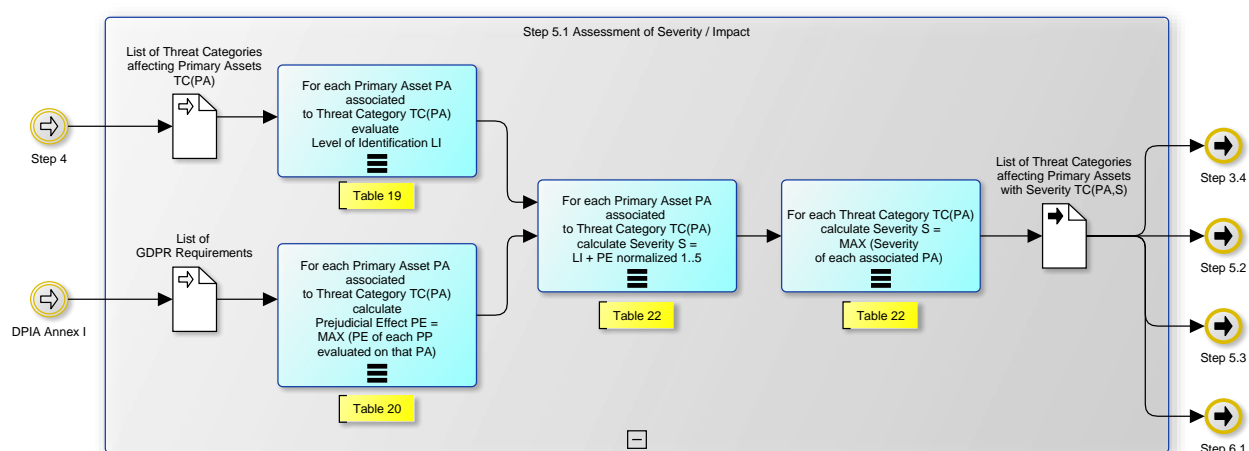 Step 5.1 Assessment of Severity / Impact
List of Threat Categories
affecting Primary Assets
TC(PA)
Step 4
For each Primary Asset PA
associated
to Threat Category TC(PA)
evaluate
Level of Identification LI
Table 19
List of
GDPR Requirements
DPIA Annex I
For each Primary Asset PA
associated
to Threat Category TC(PA)
calculate
Prejudicial Effect PE =
MAX (PE of each PP
evaluated on that PA)
Table 20
For each Primary Asset PA
associated
to Threat Category TC(PA)
calculate Severity S =
LI + PE normalized 1..5
Table 22
For each Threat Category TC(PA)
calculate Severity S =
MAX (Severity
of each associated PA)
Table 22
List of Threat Categories
affecting Primary Assets
with Severity TC(PA,S)
Step 3.4
Step 5.2
Step 5.3
Step 6.1